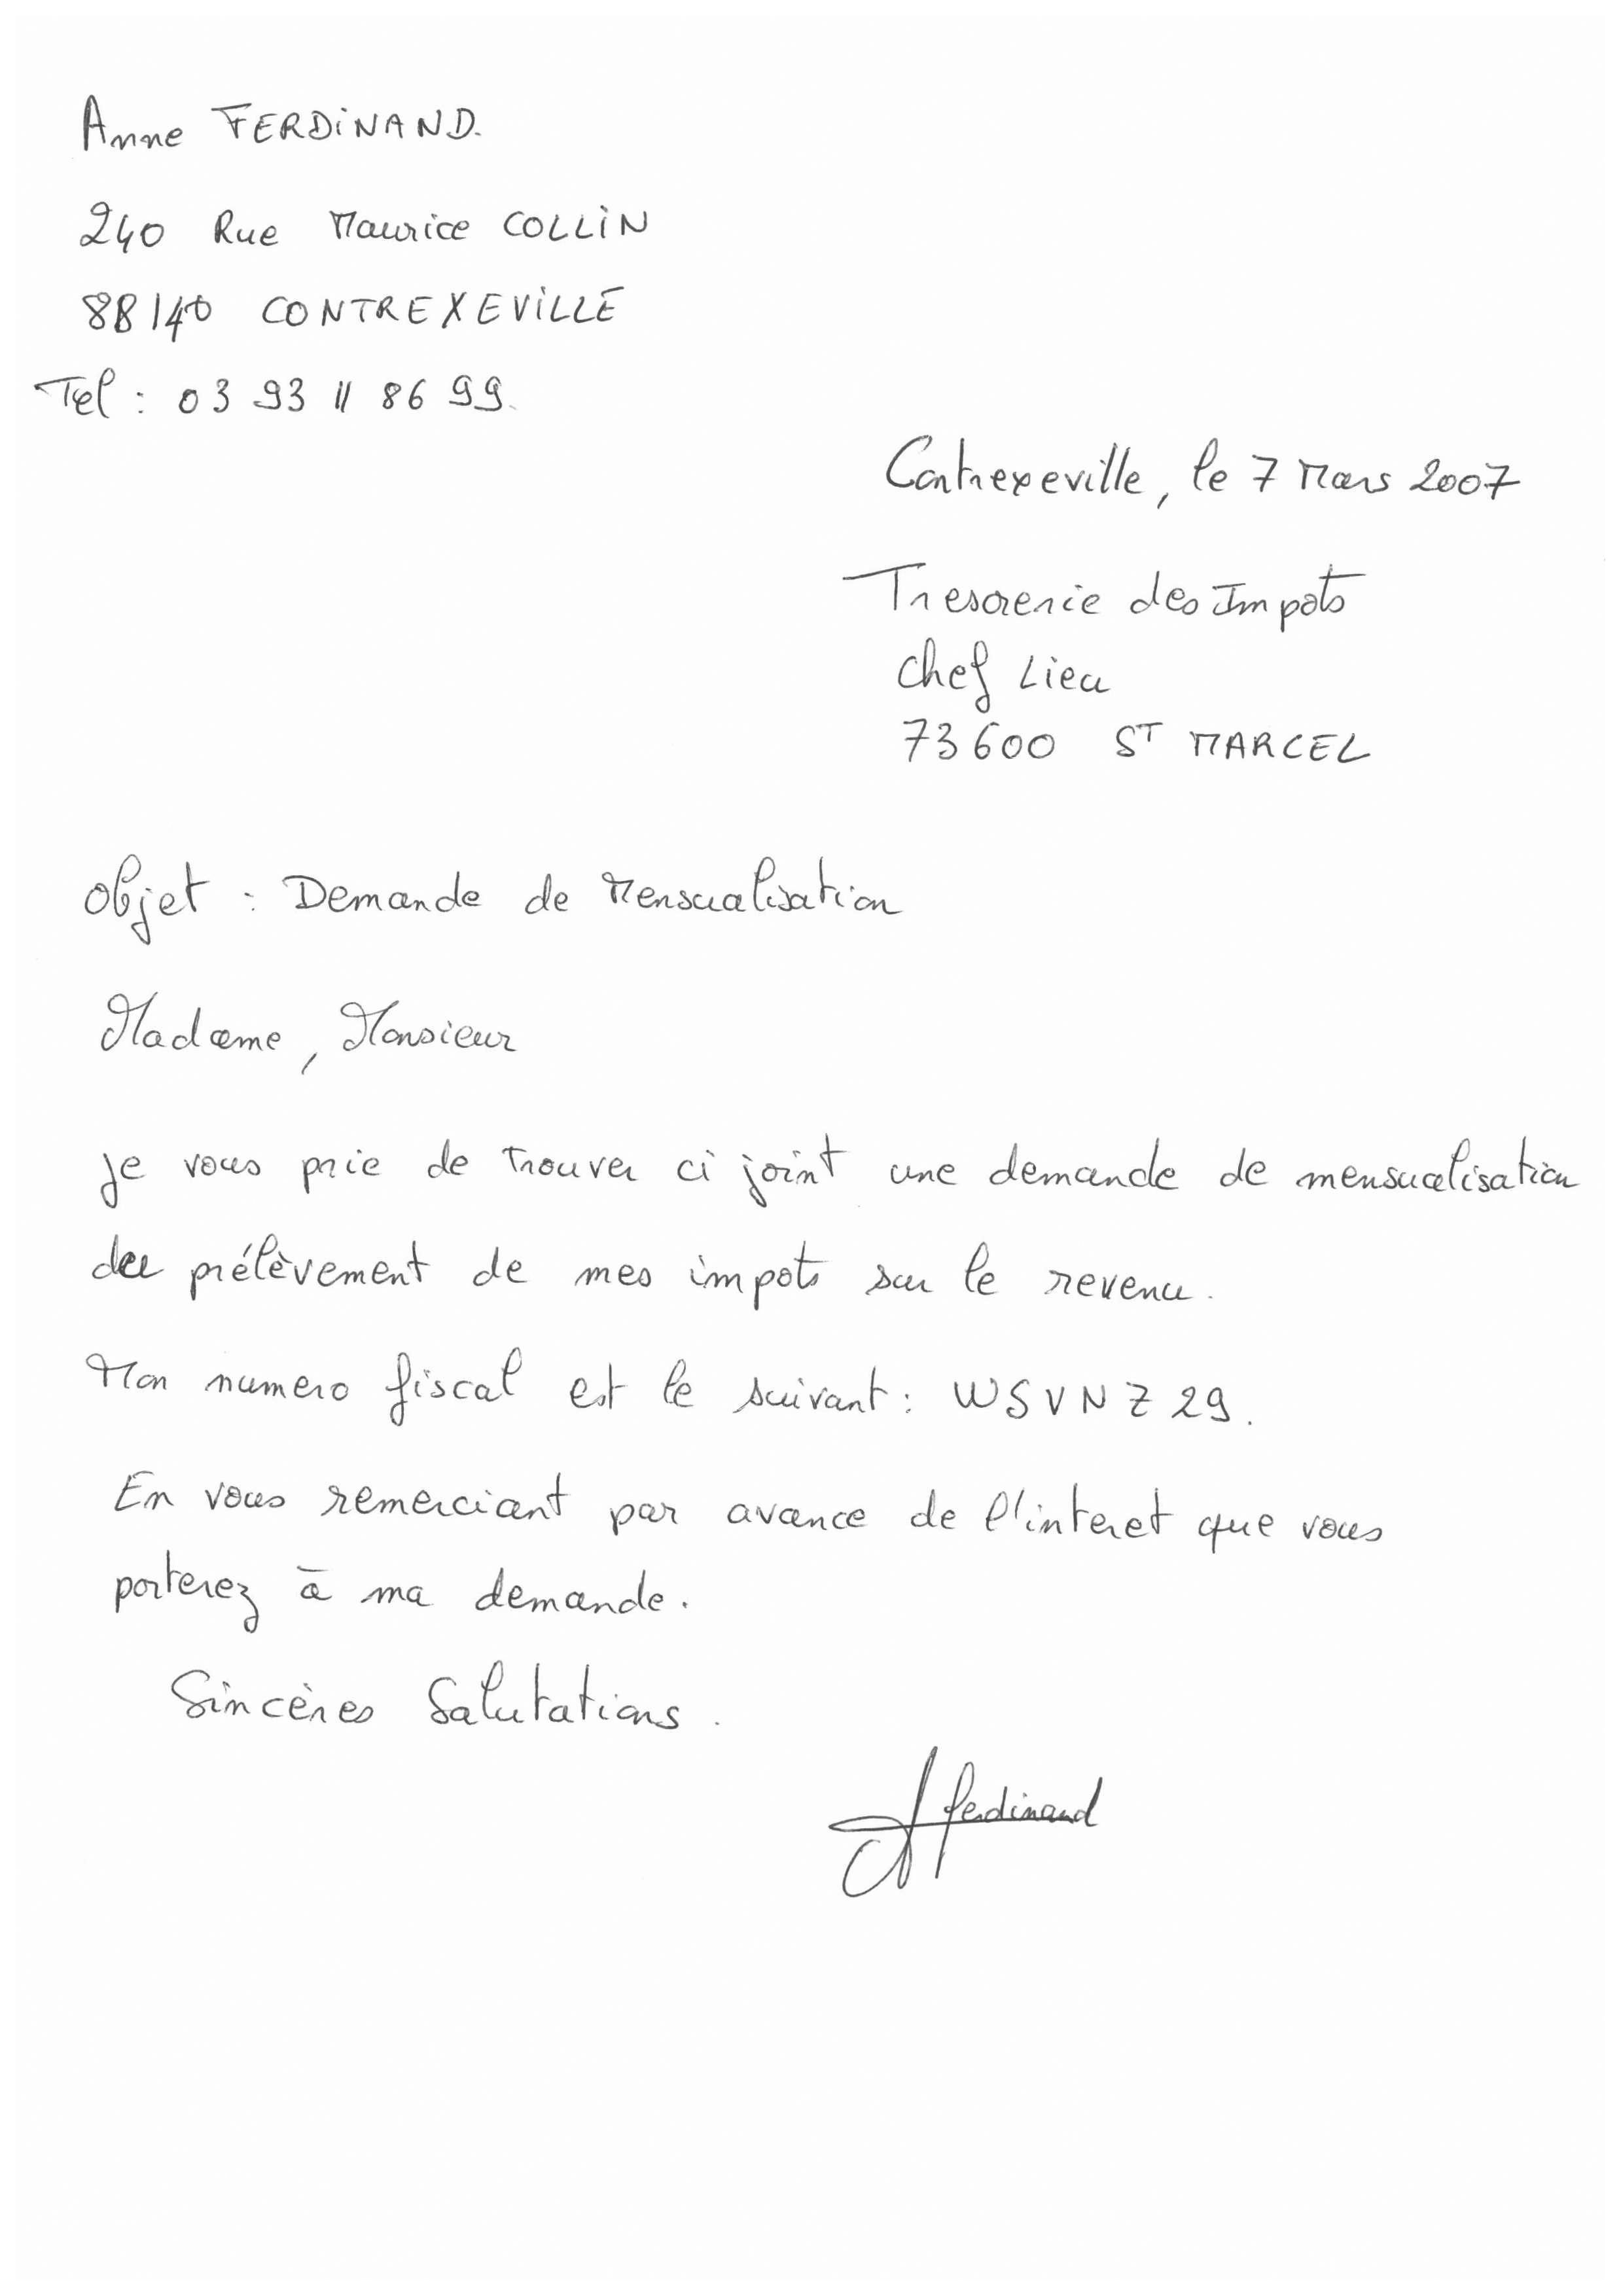 Anne FERDINAND.
240 Rue Maurice COLLIN
88140 CONTREXEVILLE
Tel : 03 93 11 86 99.
Contrexeville, le 7 Mars 2007
Tresorerie des Impots
Chef Lieu
73600 ST MARCEL
Objet : Demande de Mensualisation
Madame, Monsieur
Je vous prie de trouver ci joint une demande de mensualisation
du prélèvement de mes impots sur le revenu.
Mon numero fiscal est le suivant : WSVNZ29.
En vous remerciant par avance de l'interet que vous
porterez à ma demande.
Sincères Salutations.
A ferdinand